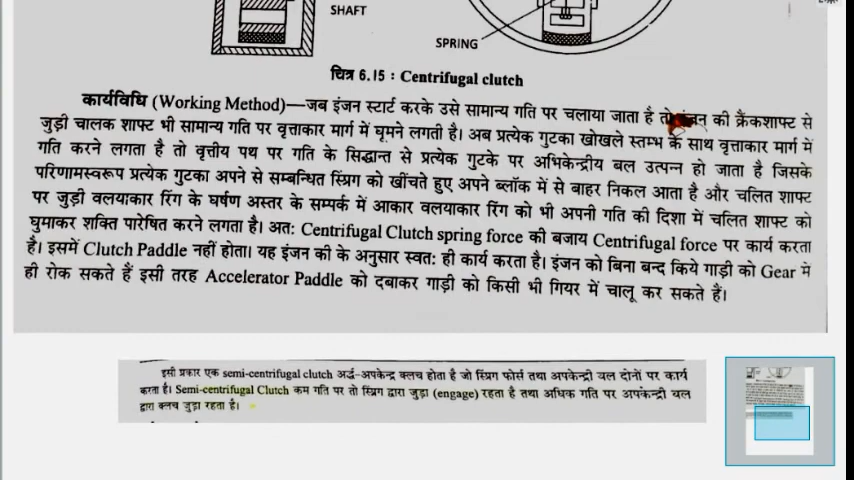 SHAFT
SPRING
चित्र 6.15 : Centrifugal clutch
कार्यविधि (Working Method)—जब इंजन स्टार्ट करके उसे सामान्य गति पर चलाया जाता है तो की क्रैंकशाफ्ट से
जुड़ी चालक शाफ्ट भी सामान्य गति पर वृत्ताकार मार्ग में घूमने लगती है। अब प्रत्येक गुटका खोखले स्तम्भ के साथ वृत्ताकार मार्ग में
गति करने लगता है तो वृत्तीय पथ पर गति के सिद्धान्त से प्रत्येक गुटके पर अभिकेन्द्रीय बल उत्पन्न हो जाता है जिसके
परिणामस्वरूप प्रत्येक गुटका अपने से सम्बन्धित स्प्रिंग को खींचते हुए अपने ब्लॉक में से बाहर निकल आता है और चलित शाफ्ट
पर जुड़ी वलयाकार रिंग के घर्षण अस्तर के सम्पर्क में आकार वलयाकार रिंग को भी अपनी गति की दिशा में चलित शाफ्ट को
घुमाकर शक्ति पारेषित करने लगता है। अत: Centrifugal Clutch spring force की बजाय Centrifugal force पर कार्य करता
है। इसमें Clutch Paddle नहीं होता। यह इंजन की के अनुसार स्वत: ही कार्य करता है। इंजन को बिना बन्द किये गाड़ी को Gear में
ही रोक सकते हैं इसी तरह Accelerator Paddle को दबाकर गाड़ी को किसी भी गियर में चालू कर सकते हैं।
इसी प्रकार एक semi-centrifugal clutch अर्द्ध-अपकेन्द्र क्लच होता है जो स्प्रिंग फोर्स तथा अपकेन्द्री बल दोनों पर कार्य
करता है। Semi-centrifugal Clutch कम गति पर तो स्प्रिंग द्वारा जुड़ा (engage) रहता है तथा अधिक गति पर अपकेन्द्री बल
द्वारा क्लच जुड़ा रहता है।